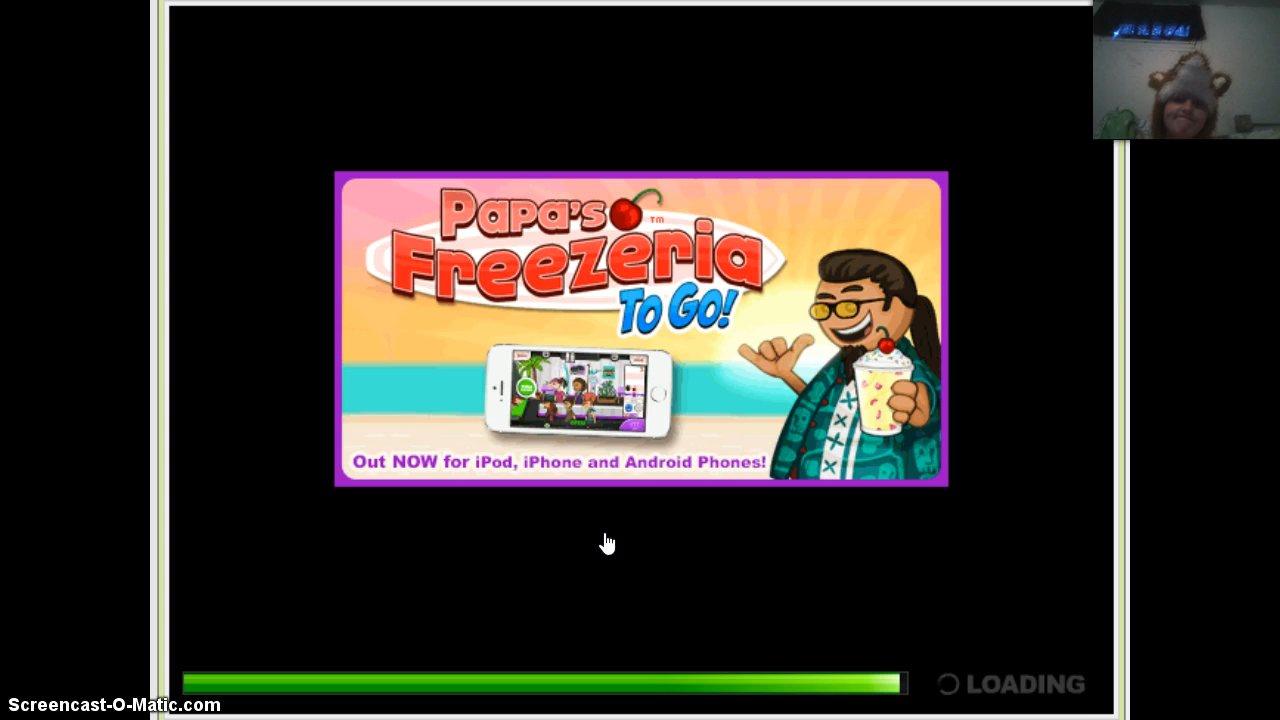 Papa's
TM
Freezeria
To Go!
Out NOW for iPod, iPhone and Android Phones!
LOADING
Screencast-O-Matic.com